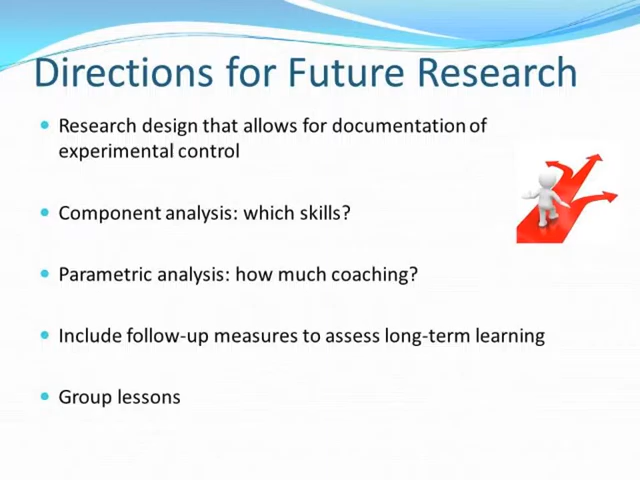 Directions for Future Research
Research design that allows for documentation of
experimental control
Component analysis: which skills?
Parametric analysis: how much coaching?
Include follow-up measures to assess long-term learning
Group lessons